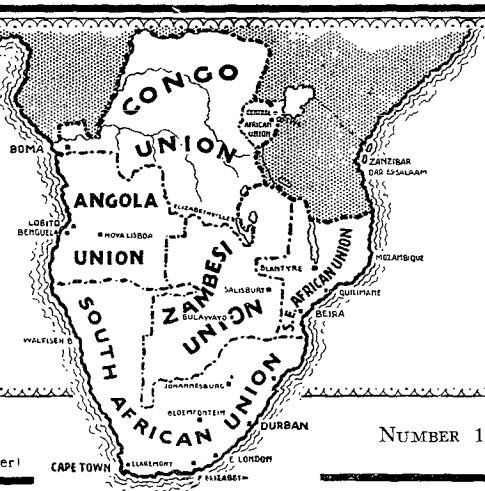 CONGO
UNION
CENTRAL
AFRICAN
UNION
BOMA
ZANZIBAR
DAR ES SALAAM
ANGOLA
UNION
ELIZABETHVILLE
LOBITO
BENGUELA
NOVA LISBOA
ZAMBESI
UNION
BLANTYRE
S.E. AFRICAN UNION
MOZAMBIQUE
SALISBURY
QUILIMANE
BULAWAYO
BEIRA
WALFISCH B.
SOUTH AFRICAN UNION
JOHANNESBURG
BLOEMFONTEIN
DURBAN
NUMBER 1
CAPE TOWN
CLAREMONT
E. LONDON
P. ELIZABETH